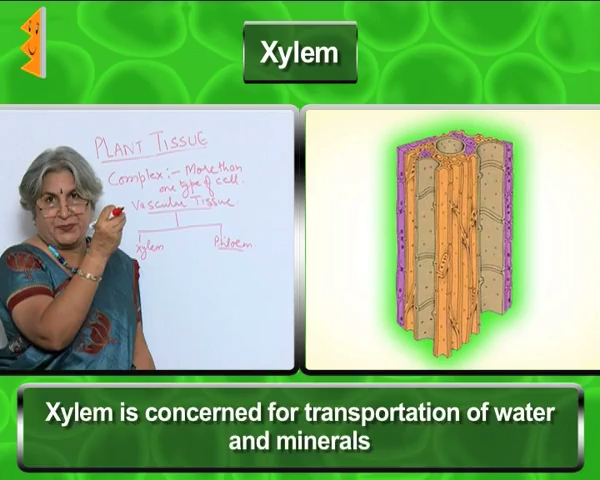 Xylem
PLANT TISSUE
Complex :- More than
one type of cell.
Vascular Tissue
Xylem Phloem
Xylem is concerned for transportation of water
and minerals